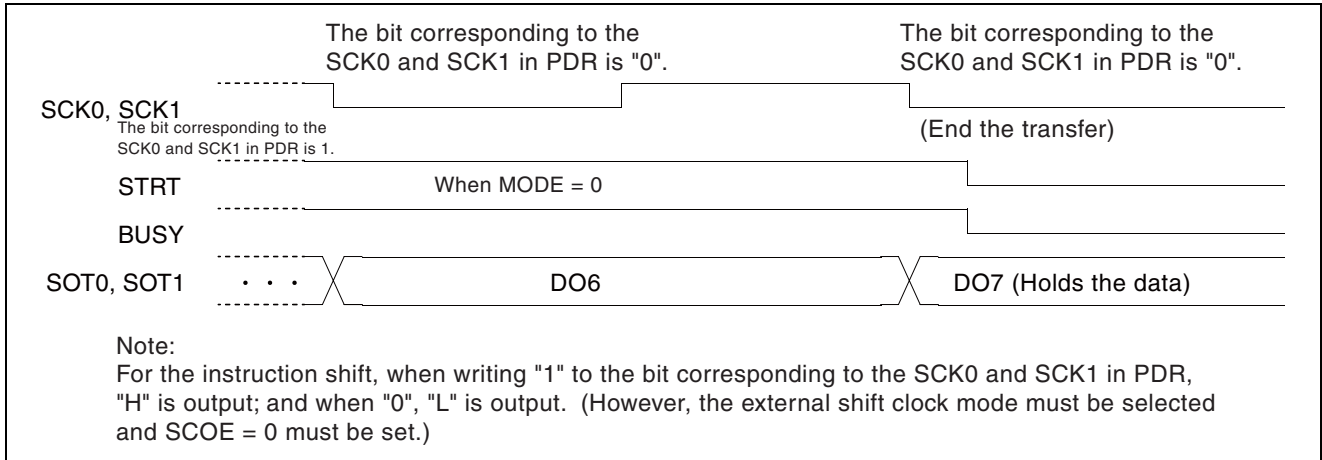 The bit corresponding to the
SCK0 and SCK1 in PDR is "0".
The bit corresponding to the
SCK0 and SCK1 in PDR is "0".
SCK0, SCK1
The bit corresponding to the
SCK0 and SCK1 in PDR is 1.
(End the transfer)
STRT
When MODE = 0
BUSY
SOT0, SOT1
· · ·
DO6
DO7 (Holds the data)
Note:
For the instruction shift, when writing "1" to the bit corresponding to the SCK0 and SCK1 in PDR,
"H" is output; and when "0", "L" is output. (However, the external shift clock mode must be selected
and SCOE = 0 must be set.)